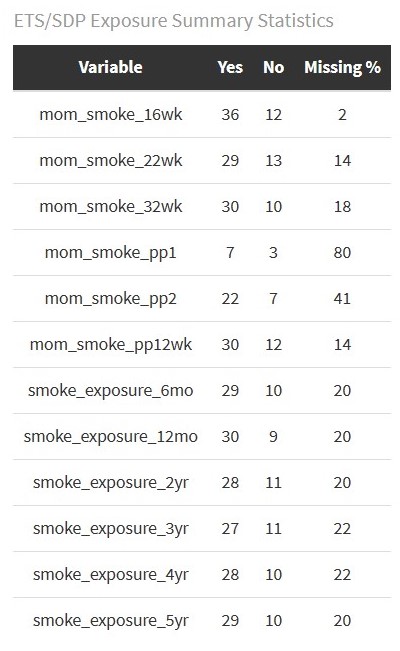 ETS/SDP Exposure Summary Statistics
Variable Yes No Missing %
mom_smoke_16wk 36 12 2
mom_smoke_22wk 29 13 14
mom_smoke_32wk 30 10 18
mom_smoke_pp1 7 3 80
mom_smoke_pp2 22 7 41
mom_smoke_pp12wk 30 12 14
smoke_exposure_6mo 29 10 20
smoke_exposure_12mo 30 9 20
smoke_exposure_2yr 28 11 20
smoke_exposure_3yr 27 11 22
smoke_exposure_4yr 28 10 22
smoke_exposure_5yr 29 10 20